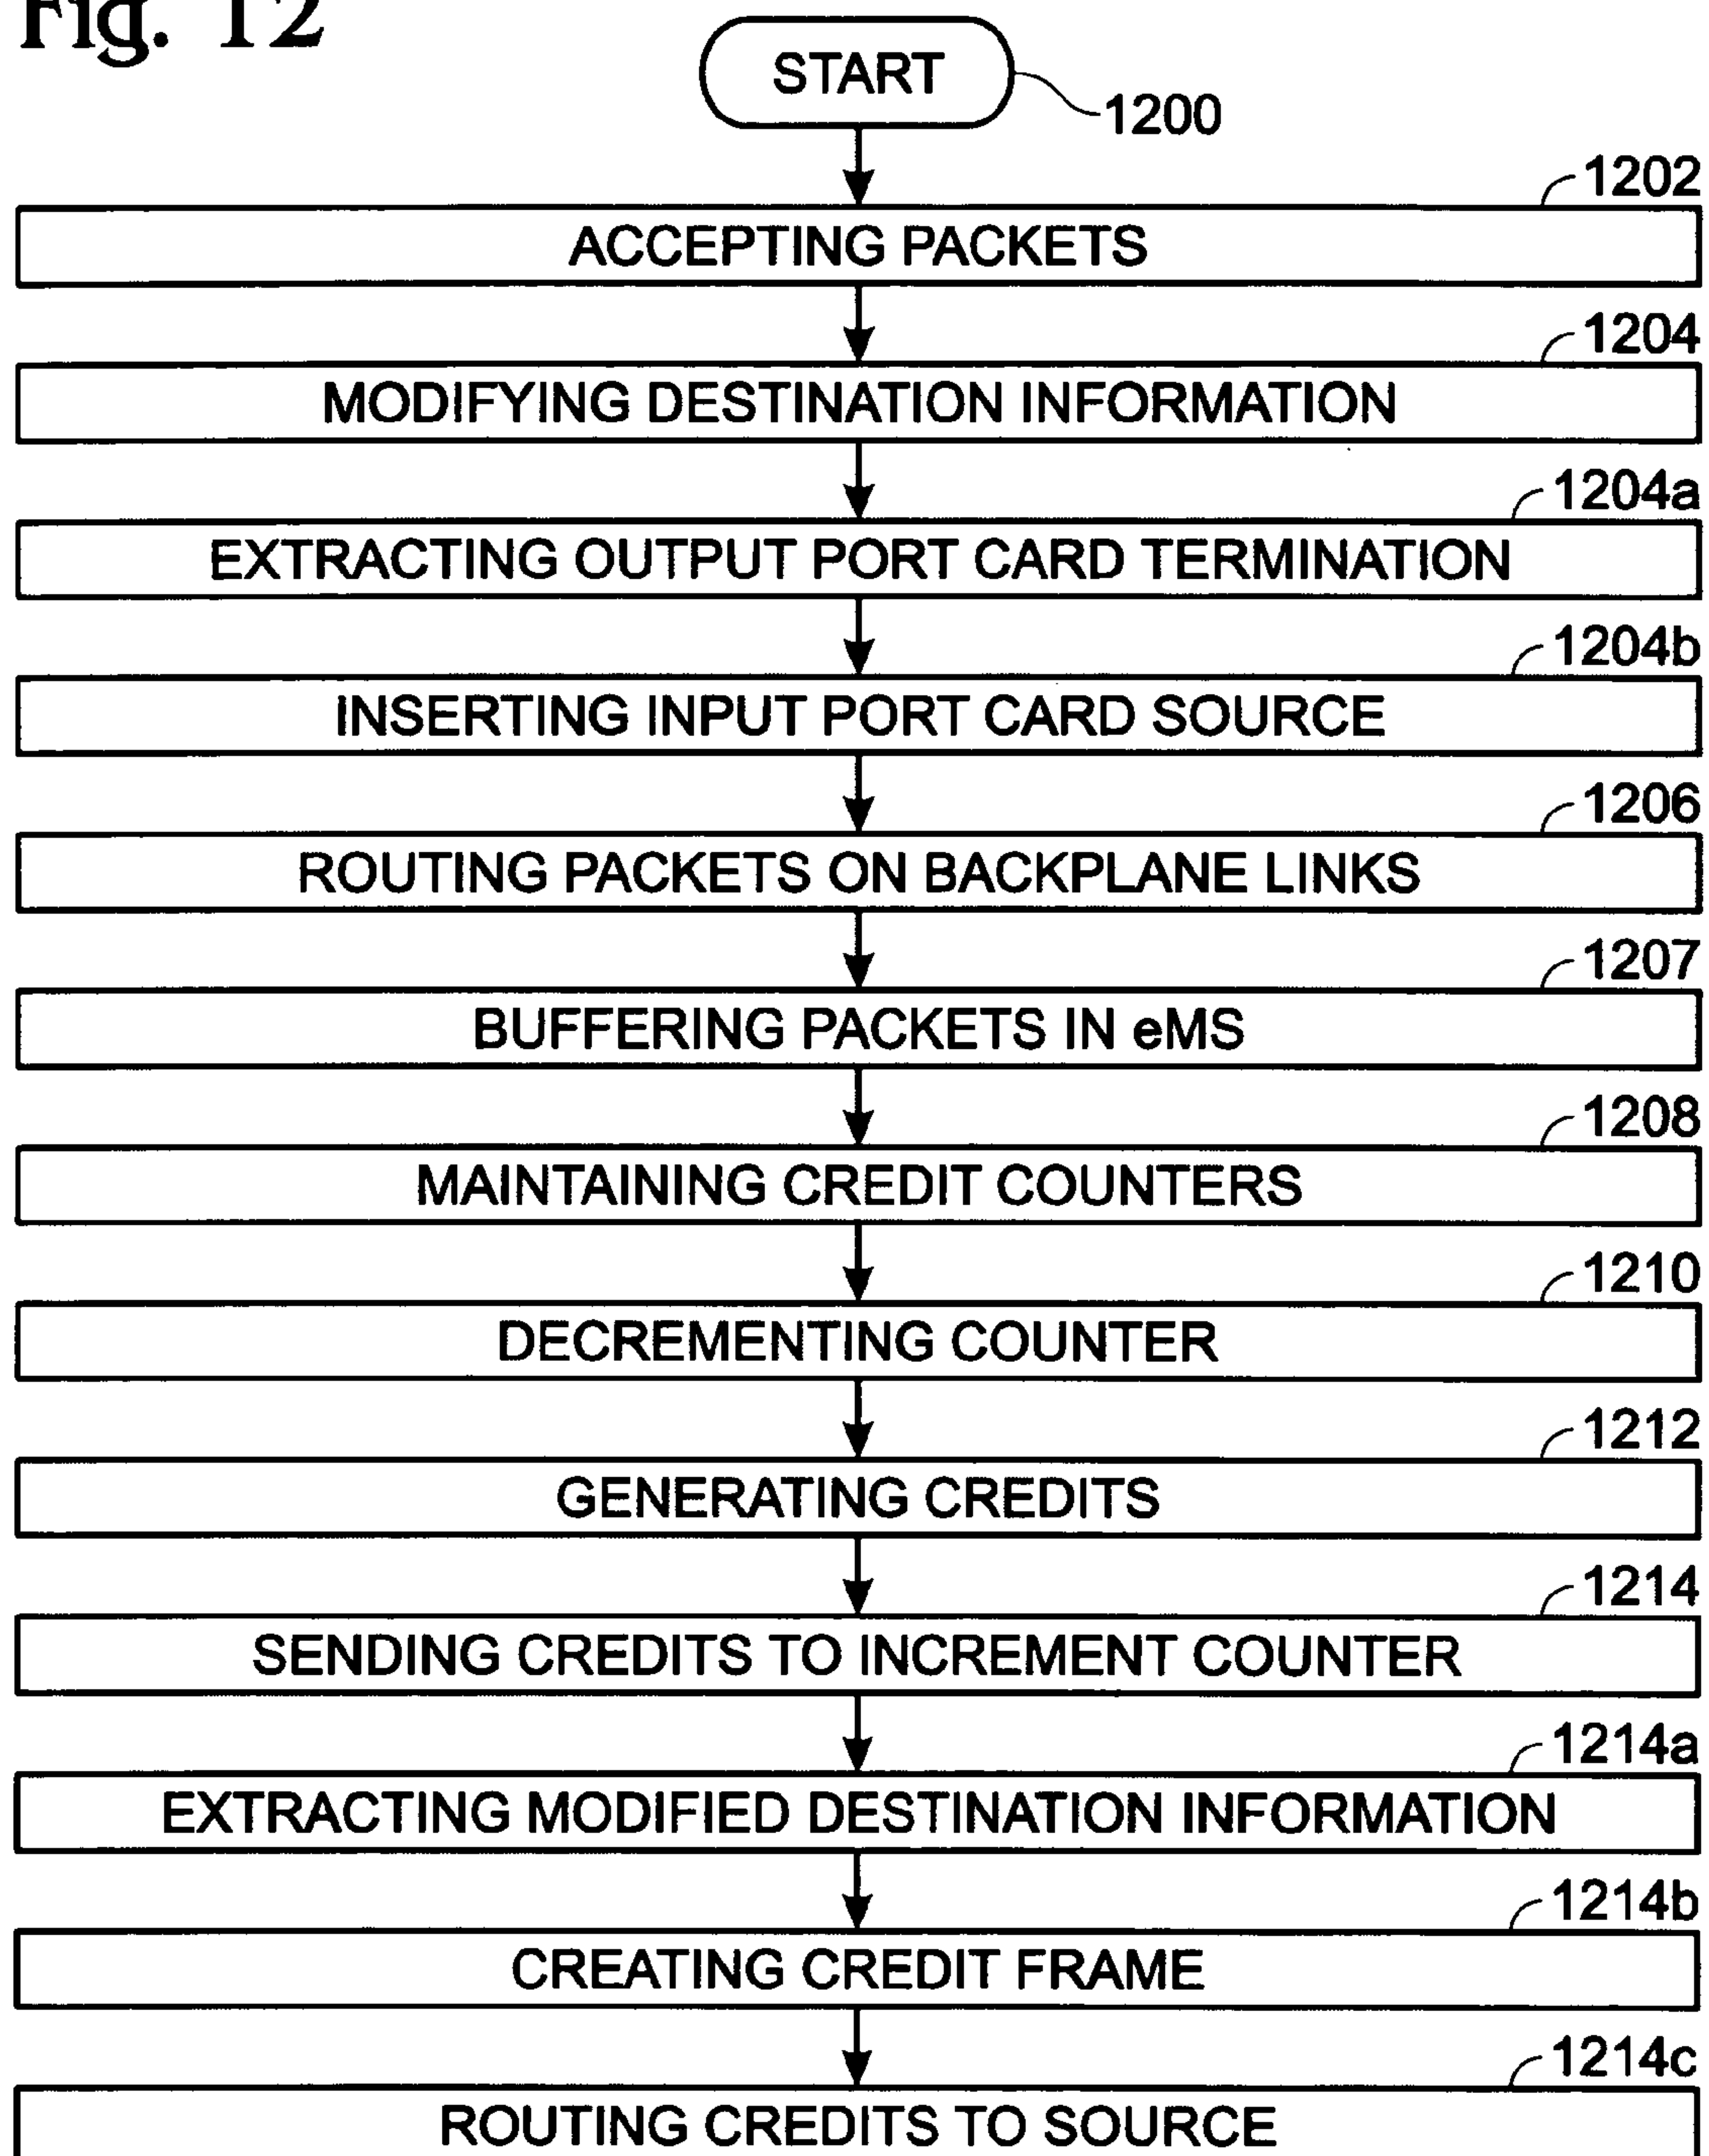 Fig. 12
START
1200
1202
ACCEPTING PACKETS
1204
MODIFYING DESTINATION INFORMATION
1204a
EXTRACTING OUTPUT PORT CARD TERMINATION
1204b
INSERTING INPUT PORT CARD SOURCE
1206
ROUTING PACKETS ON BACKPLANE LINKS
1207
BUFFERING PACKETS IN eMS
1208
MAINTAINING CREDIT COUNTERS
1210
DECREMENTING COUNTER
1212
GENERATING CREDITS
1214
SENDING CREDITS TO INCREMENT COUNTER
1214a
EXTRACTING MODIFIED DESTINATION INFORMATION
1214b
CREATING CREDIT FRAME
1214c
ROUTING CREDITS TO SOURCE